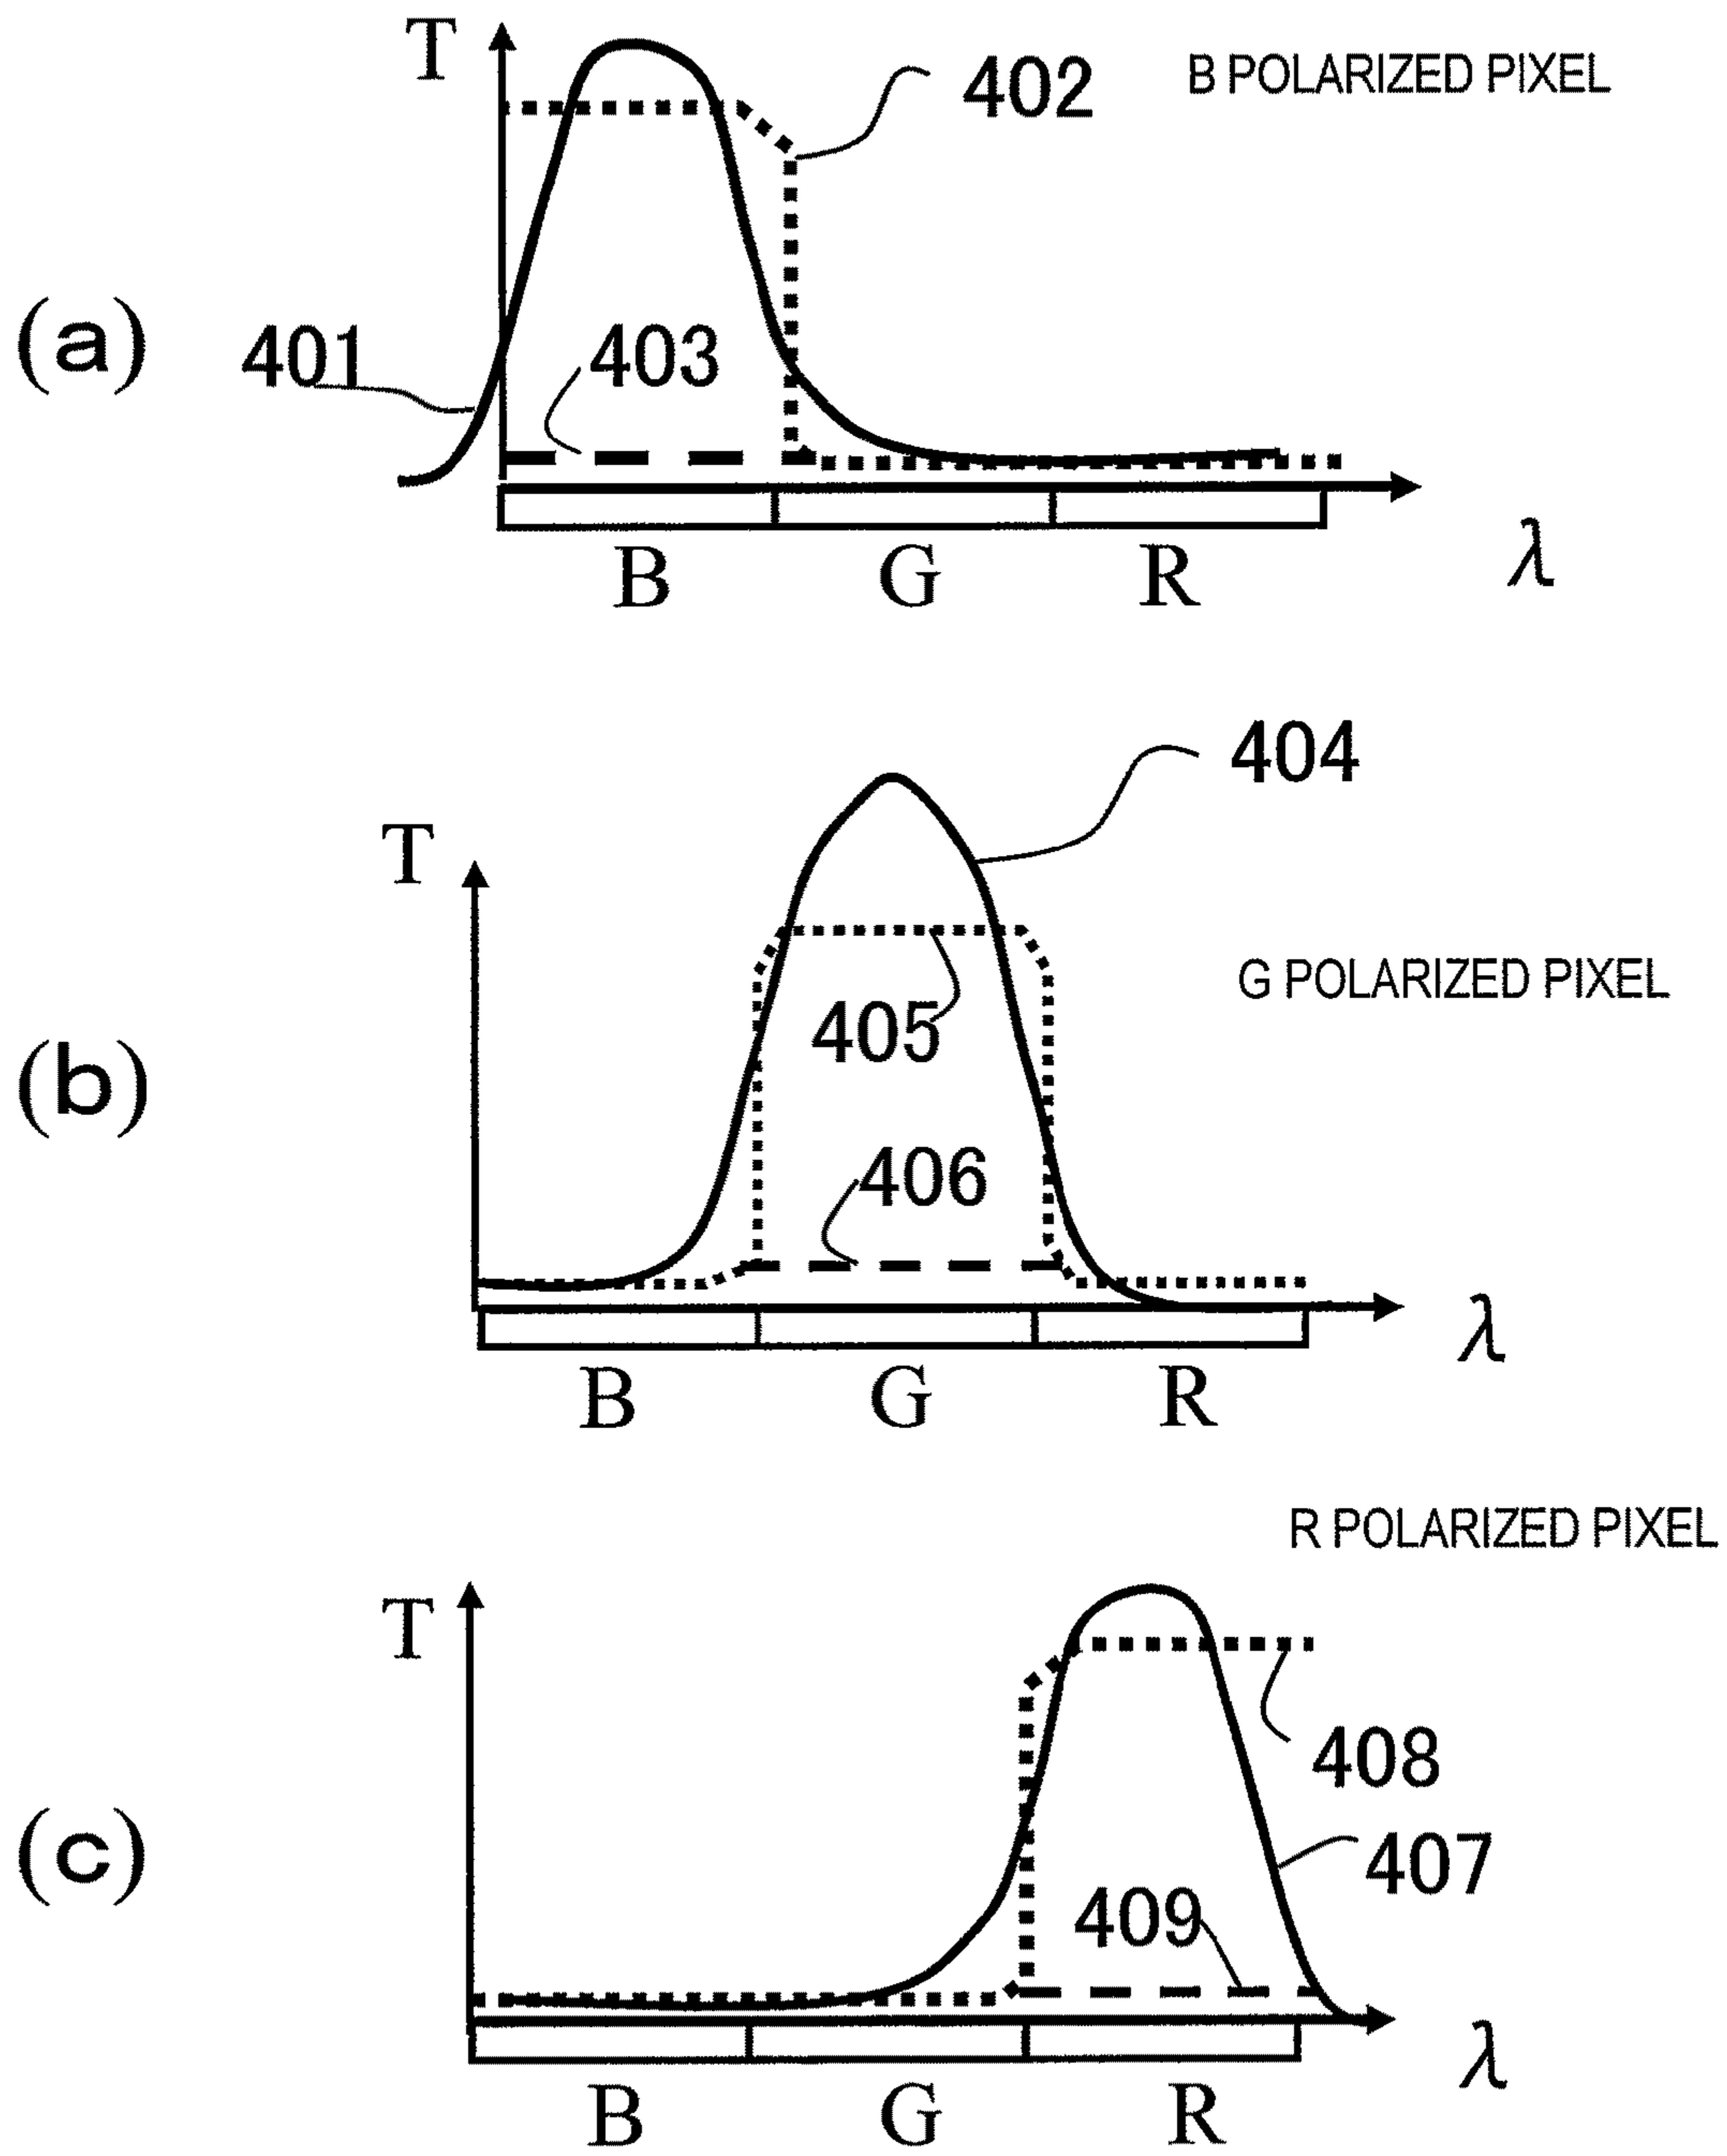 T
402
B POLARIZED PIXEL
(a)
401
403
B G R
λ
404
T
405
G POLARIZED PIXEL
(b)
406
λ
B G R
R POLARIZED PIXEL
T
408
(c)
407
409
λ
B G R